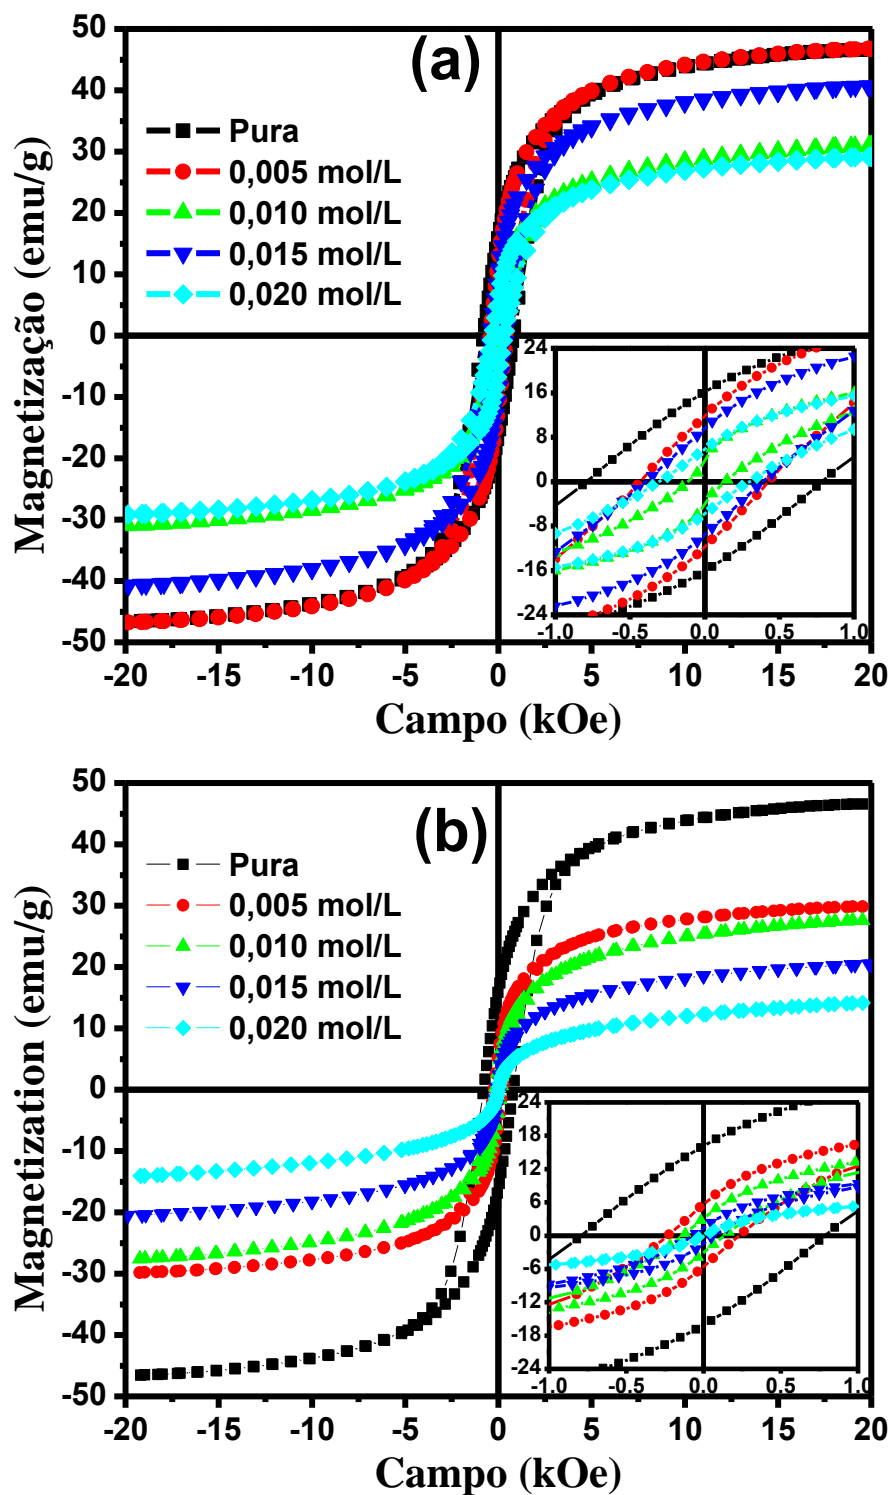 50
40
30
20
10
0
-10
-20
-30
-40
-50
Magnetização (emu/g)
(a)
Pura
0,005 mol/L
0,010 mol/L
0,015 mol/L
0,020 mol/L
24
16
8
0
-8
-16
-24
-1.0 -0.5 0.0 0.5 1.0
-20 -15 -10 -5 0 5 10 15 20
Campo (kOe)
50
40
30
20
10
0
-10
-20
-30
-40
-50
Magnetization (emu/g)
(b)
Pura
0,005 mol/L
0,010 mol/L
0,015 mol/L
0,020 mol/L
24
18
12
6
0
-6
-12
-18
-24
-1.0 -0.5 0.0 0.5 1.0
-20 -15 -10 -5 0 5 10 15 20
Campo (kOe)